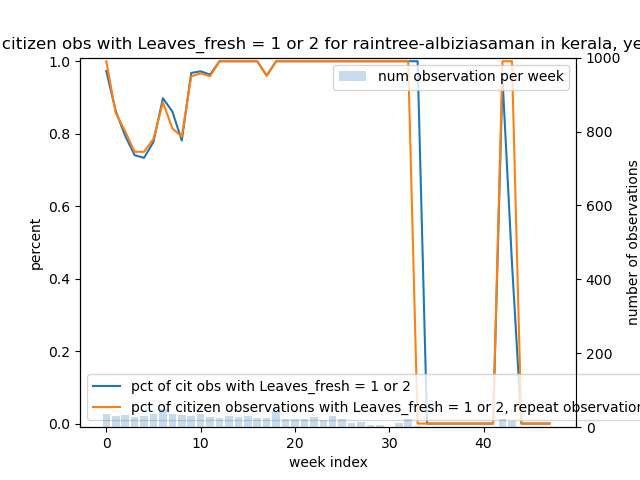 citizen obs with Leaves_fresh = 1 or 2 for raintree-albiziasaman in kerala, ye
num observation per week
pct of cit obs with Leaves_fresh = 1 or 2
pct of citizen observations with Leaves_fresh = 1 or 2, repeat observation
percent
number of observations
week index
1.0
0.8
0.6
0.4
0.2
0.0
1000
800
600
400
200
0
0
10
20
30
40